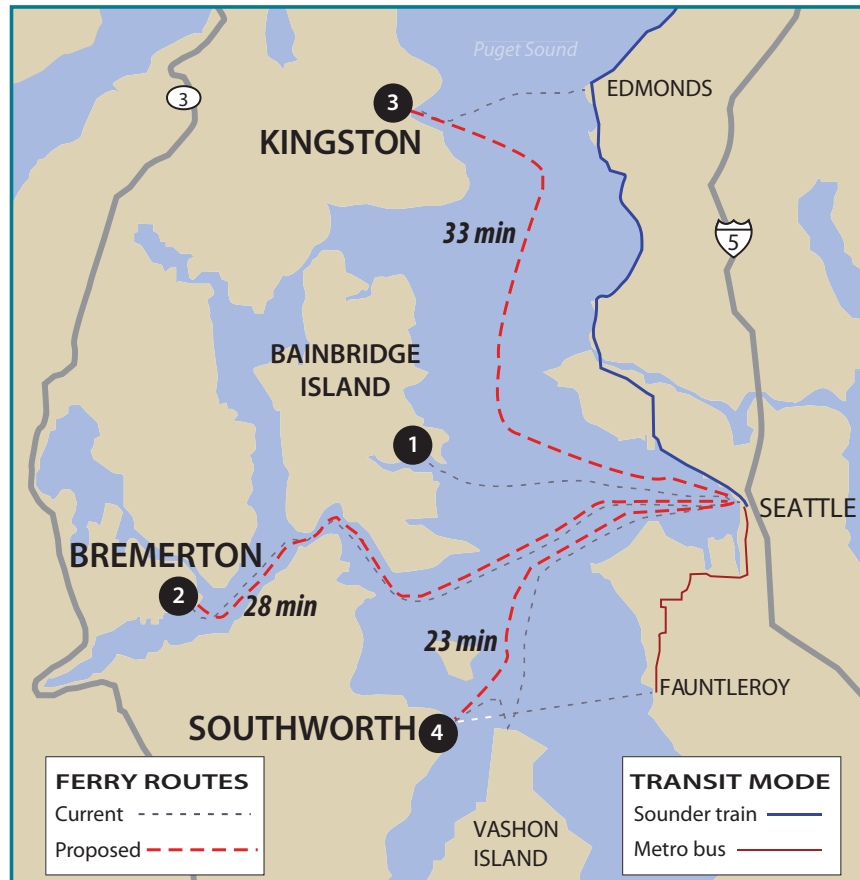 Puget Sound
3
3
KINGSTON
EDMONDS
33 min
5
BAINBRIDGE
ISLAND
1
SEATTLE
BREMERTON
2
28 min
23 min
FAUNTLEROY
SOUTHWORTH
4
FERRY ROUTES
Current
Proposed
VASHON
ISLAND
TRANSIT MODE
Sounder train
Metro bus